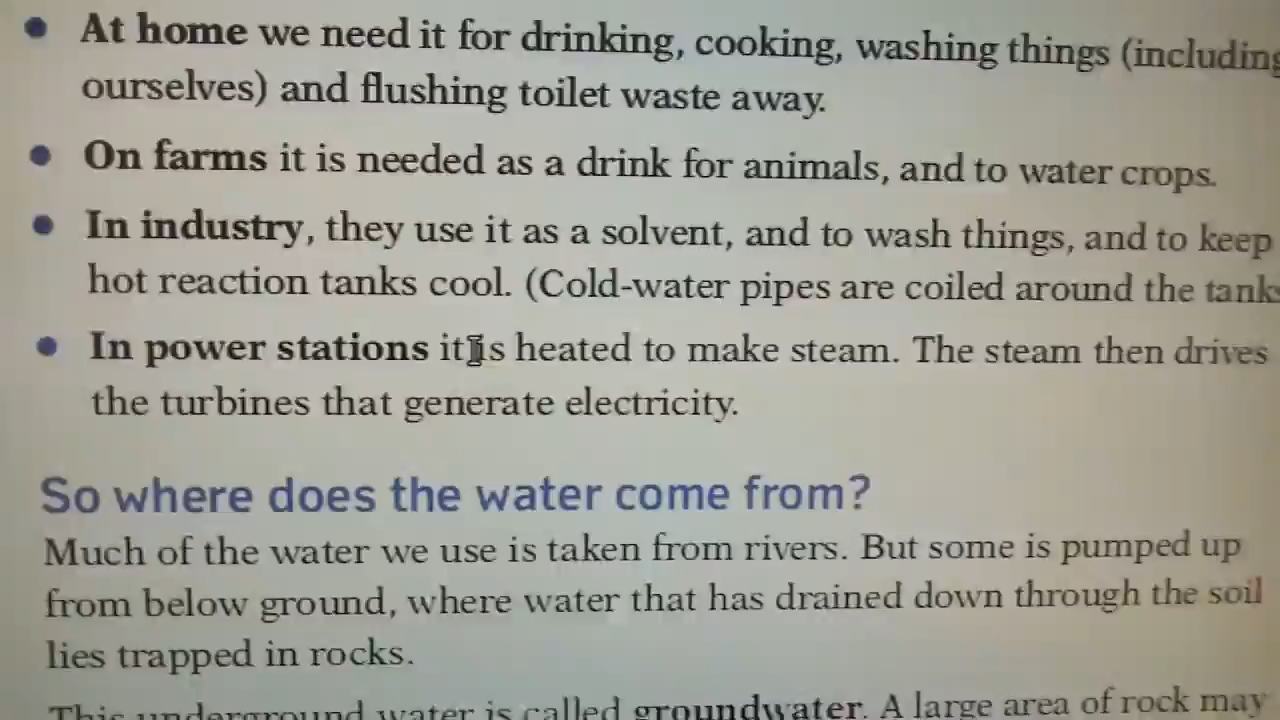 At home we need it for drinking, cooking, washing things (including
ourselves) and flushing toilet waste away.
On farms it is needed as a drink for animals, and to water crops.
In industry, they use it as a solvent, and to wash things, and to keep
hot reaction tanks cool. (Cold-water pipes are coiled around the tank
In power stations it is heated to make steam. The steam then drives
the turbines that generate electricity.
So where does the water come from?
Much of the water we use is taken from rivers. But some is pumped up
from below ground, where water that has drained down through the soil
lies trapped in rocks.
This underground water is called groundwater. A large area of rock may